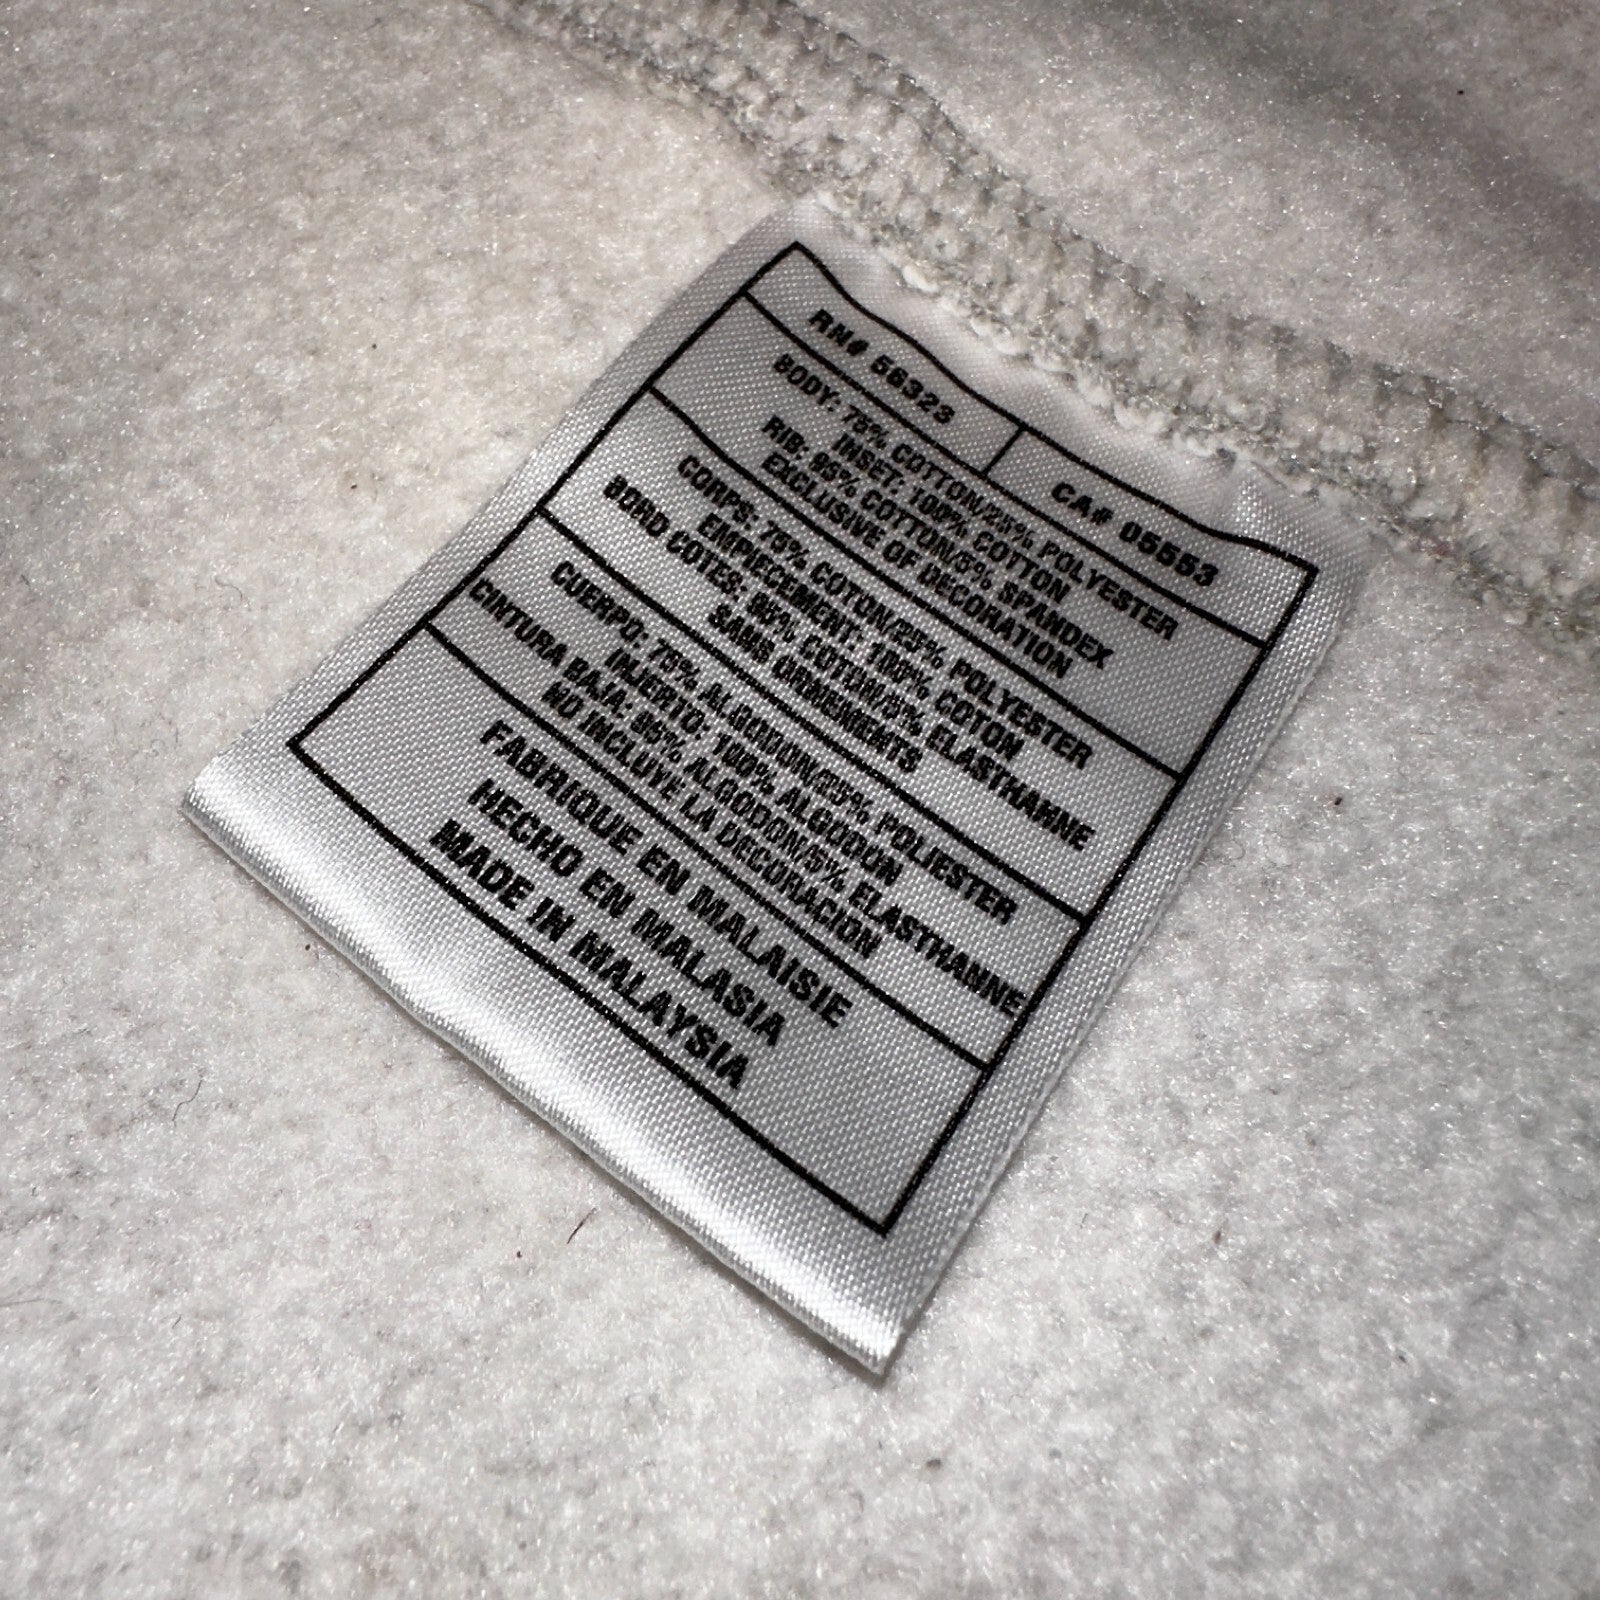 RN# 56323
CA# 05553
BODY: 75% COTTON/25% POLYESTER
INSET: 100% COTTON
RIB: 95% COTTON/5% SPANDEX
EXCLUSIVE OF DECORATION
CORPS: 75% COTON/25% POLYESTER
EMPIECEMENT: 100% COTON
BORD COTES: 95% COTON/5% ELASTHANNE
SANS ORNEMENTS
CUERPO: 75% ALGODON/25% POLIESTER
INJERTO: 100% ALGODON
CINTURA BAJA: 95% ALGODON/5% ELASTHANNE
NO INCLUYE LA DECORACION
FABRIQUE EN MALAISIE
HECHO EN MALASIA
MADE IN MALAYSIA